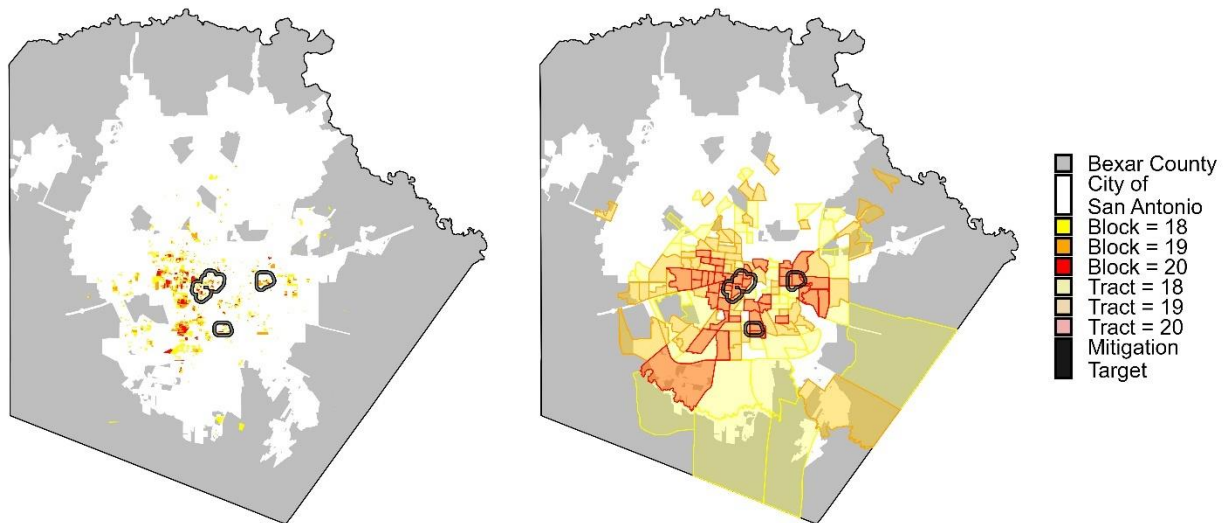 Bexar County
City of
San Antonio
Block = 18
Block = 19
Block = 20
Tract = 18
Tract = 19
Tract = 20
Mitigation
Target